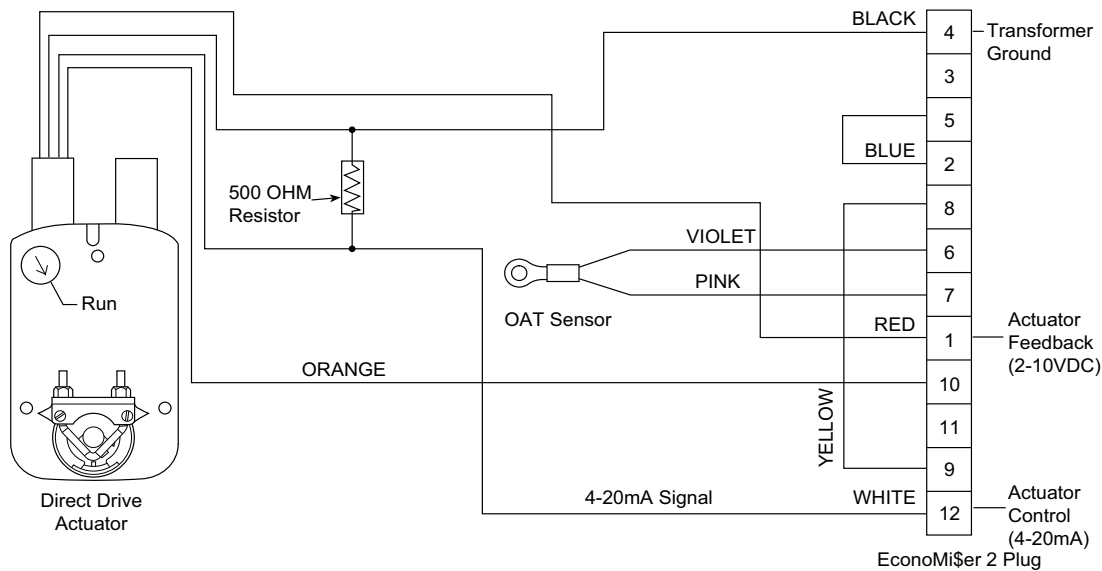 BLACK
4
Transformer
Ground
3
5
BLUE
2
500 OHM
Resistor
8
VIOLET
6
PINK
7
Run
OAT Sensor
RED
1
Actuator
Feedback
(2-10VDC)
ORANGE
10
YELLOW
11
9
Direct Drive
Actuator
4-20mA Signal
WHITE
12
Actuator
Control
(4-20mA)
EconoMi$er 2 Plug